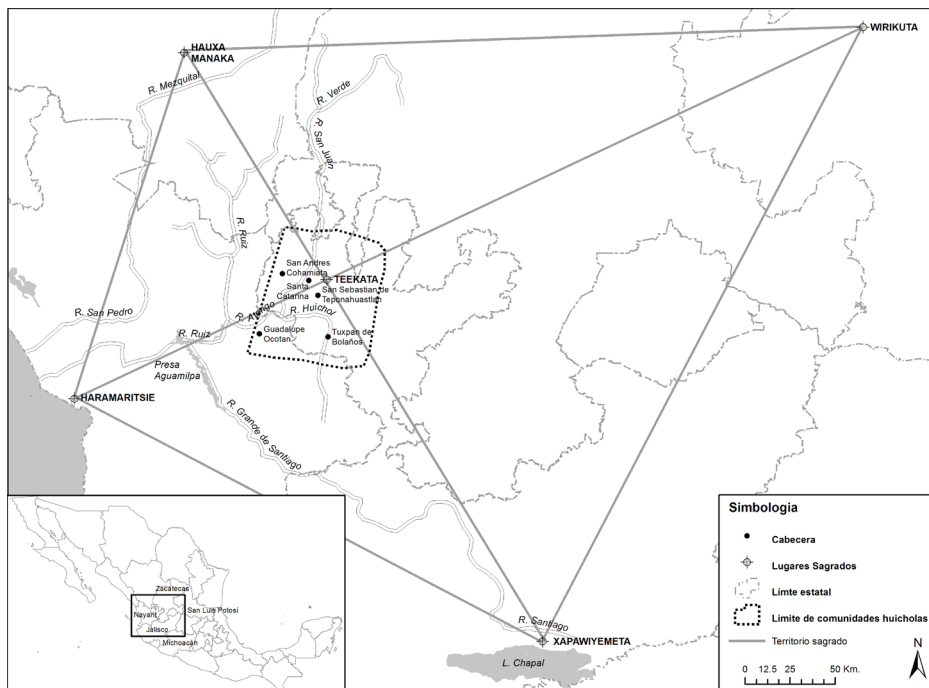 HAUXA
MANAKA
WIRIKUTA
R. Mezquital
R. Verde
R. San Juan
R. Ruiz
San Andres
Cohamiata
TEEKATA
Santa
Catarina
San Sebastian de
Teponahuastlan
R. Atengo
R. Huichol
R. San Pedro
R. Ruiz
Guadalupe
Ocotan
Tuxpan de
Bolaños
Presa
Aguamilpa
HARAMARITSIE
R. Grande de Santiago
R. Santiago
XAPAWIYEMETA
L. Chapal
Zacatecas
San Luis Potosí
Nayarit
Jalisco
Michoacán
Simbologia
Cabecera
Lugares Sagrados
Límte estatal
Limite de comunidades huicholas
Territorio sagrado
0 12.5 25 50 Km.
N